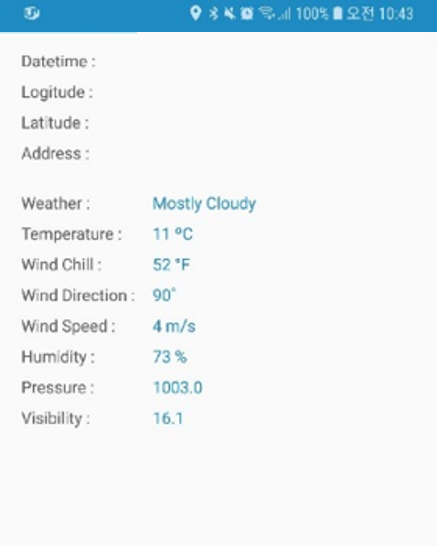 100% 오전 10:43
Datetime :
Logitude :
Latitude :
Address :
Weather : Mostly Cloudy
Temperature : 11 ºC
Wind Chill : 52 °F
Wind Direction : 90°
Wind Speed : 4 m/s
Humidity : 73 %
Pressure : 1003.0
Visibility : 16.1